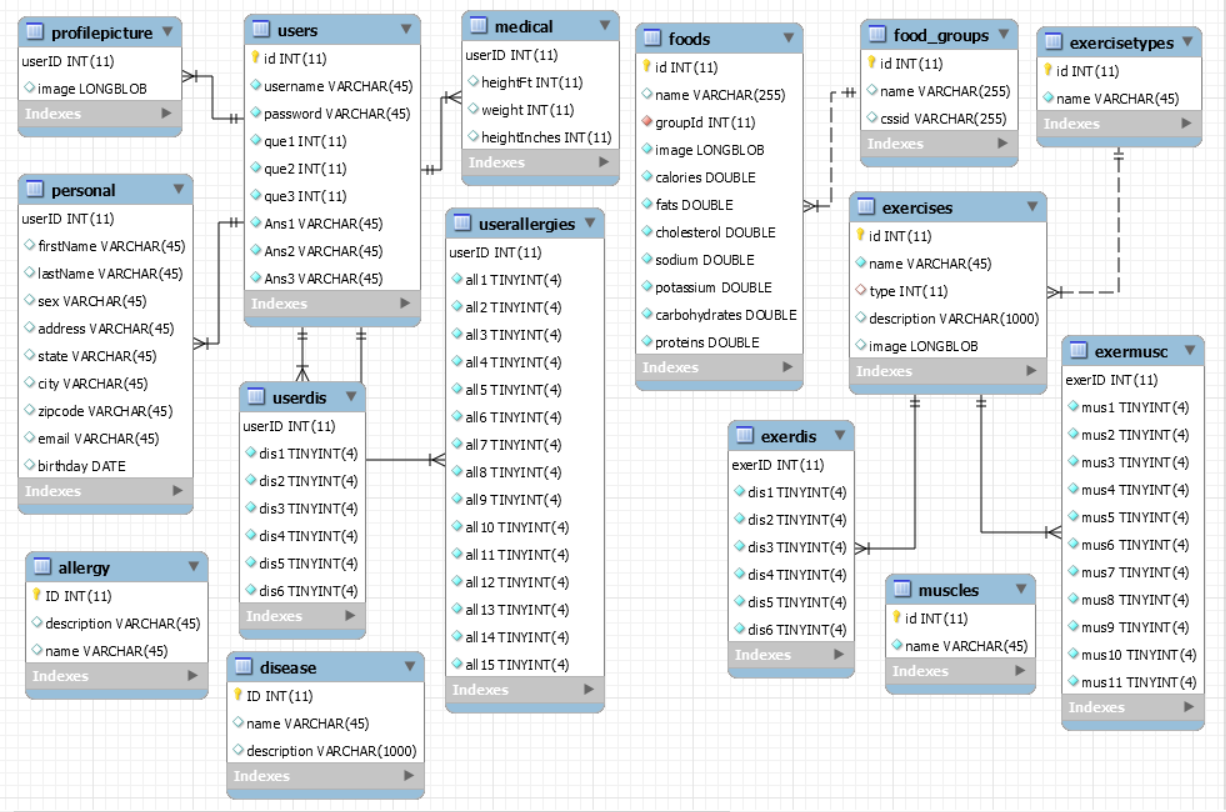 profilepicture
userID INT(11)
image LONGBLOB
Indexes
users
id INT(11)
username VARCHAR(45)
password VARCHAR(45)
que1 INT(11)
que2 INT(11)
que3 INT(11)
Ans1 VARCHAR(45)
Ans2 VARCHAR(45)
Ans3 VARCHAR(45)
Indexes
medical
userID INT(11)
heightFt INT(11)
weight INT(11)
heightInches INT(11)
Indexes
foods
id INT(11)
name VARCHAR(255)
groupId INT(11)
image LONGBLOB
calories DOUBLE
fats DOUBLE
cholesterol DOUBLE
sodium DOUBLE
potassium DOUBLE
carbohydrates DOUBLE
proteins DOUBLE
Indexes
food_groups
id INT(11)
name VARCHAR(255)
cssid VARCHAR(255)
Indexes
exercisetypes
id INT(11)
name VARCHAR(45)
Indexes
personal
userID INT(11)
firstName VARCHAR(45)
lastName VARCHAR(45)
sex VARCHAR(45)
address VARCHAR(45)
state VARCHAR(45)
city VARCHAR(45)
zipcode VARCHAR(45)
email VARCHAR(45)
birthday DATE
Indexes
userallergies
userID INT(11)
all1 TINYINT(4)
all2 TINYINT(4)
all3 TINYINT(4)
all4 TINYINT(4)
all5 TINYINT(4)
all6 TINYINT(4)
all7 TINYINT(4)
all8 TINYINT(4)
all9 TINYINT(4)
all10 TINYINT(4)
all11 TINYINT(4)
all12 TINYINT(4)
all13 TINYINT(4)
all14 TINYINT(4)
all15 TINYINT(4)
Indexes
exercises
id INT(11)
name VARCHAR(45)
type INT(11)
description VARCHAR(1000)
image LONGBLOB
Indexes
exermusc
exerID INT(11)
mus1 TINYINT(4)
mus2 TINYINT(4)
mus3 TINYINT(4)
mus4 TINYINT(4)
mus5 TINYINT(4)
mus6 TINYINT(4)
mus7 TINYINT(4)
mus8 TINYINT(4)
mus9 TINYINT(4)
mus10 TINYINT(4)
mus11 TINYINT(4)
Indexes
userdis
userID INT(11)
dis1 TINYINT(4)
dis2 TINYINT(4)
dis3 TINYINT(4)
dis4 TINYINT(4)
dis5 TINYINT(4)
dis6 TINYINT(4)
Indexes
exerdis
exerID INT(11)
dis1 TINYINT(4)
dis2 TINYINT(4)
dis3 TINYINT(4)
dis4 TINYINT(4)
dis5 TINYINT(4)
dis6 TINYINT(4)
Indexes
allergy
ID INT(11)
description VARCHAR(45)
name VARCHAR(45)
Indexes
muscles
id INT(11)
name VARCHAR(45)
Indexes
disease
ID INT(11)
name VARCHAR(45)
description VARCHAR(1000)
Indexes